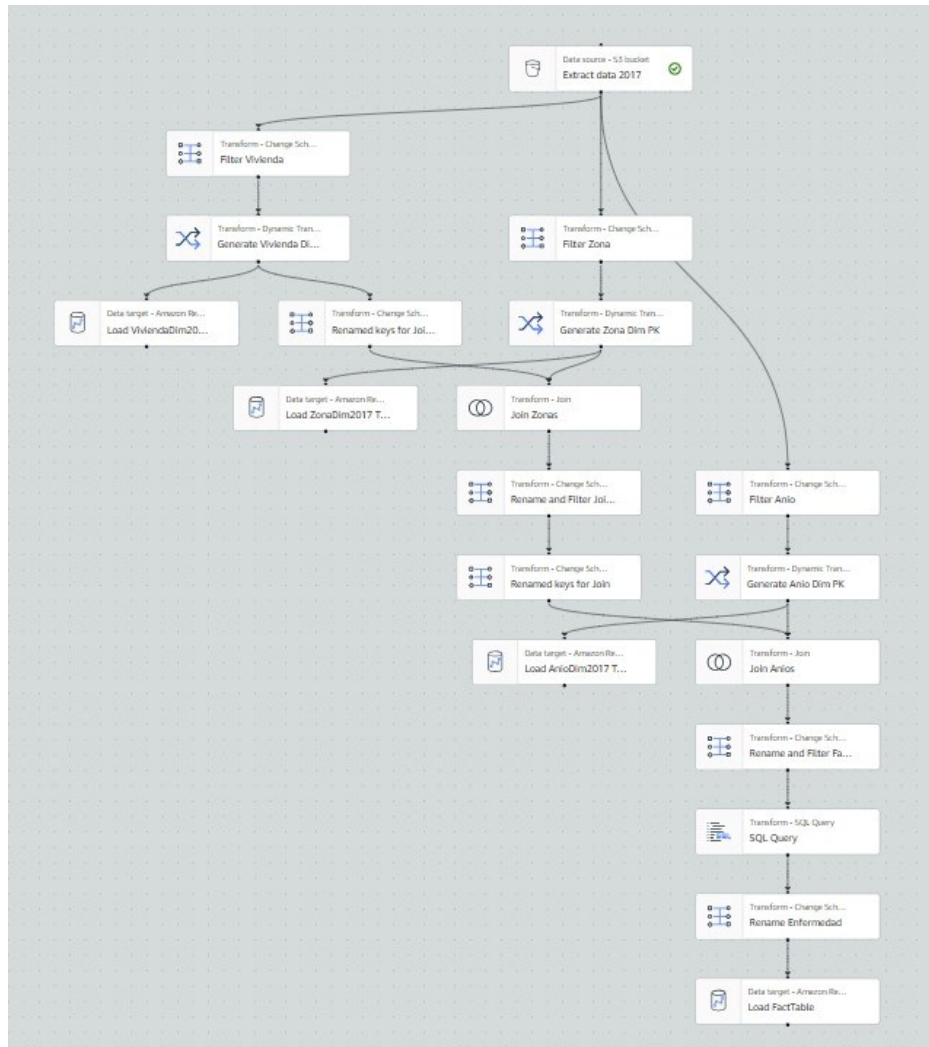 Data source - S3 bucket
Extract data 2017
Transform - Change Sch...
Filter Vivienda
Transform - Dynamic Tran...
Generate Vivienda Di...
Transform - Change Sch...
Filter Zona
Data target - Amazon Re...
Load ViviendaDim20...
Transform - Change Sch...
Renamed keys for Joi...
Transform - Dynamic Tran...
Generate Zona Dim PK
Data target - Amazon Re...
Load ZonaDim2017 T...
Transform - Join
Join Zonas
Transform - Change Sch...
Rename and Filter Joi...
Transform - Change Sch...
Filter Anio
Transform - Change Sch...
Renamed keys for Join
Transform - Dynamic Tran...
Generate Anio Dim PK
Data target - Amazon Re...
Load AnioDim2017 T...
Transform - Join
Join Anios
Transform - Change Sch...
Rename and Filter Fa...
Transform - SQL Query
SQL Query
Transform - Change Sch...
Rename Enfermedad
Data target - Amazon Re...
Load FactTable